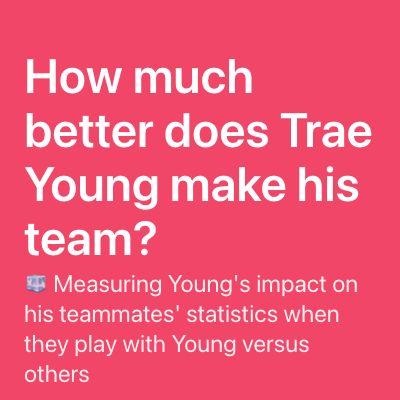 How much
better does Trae
Young make his
team?
Measuring Young's impact on
his teammates' statistics when
they play with Young versus
others